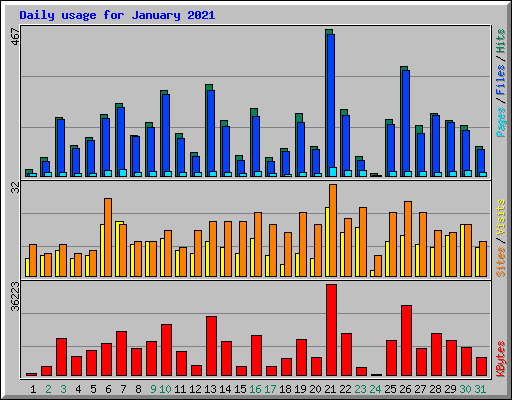 Daily usage for January 2021
467
Pages / Files / Hits
32
Sites / Visits
36223
KBytes
1 2 3 4 5 6 7 8 9 10 11 12 13 14 15 16 17 18 19 20 21 22 23 24 25 26 27 28 29 30 31